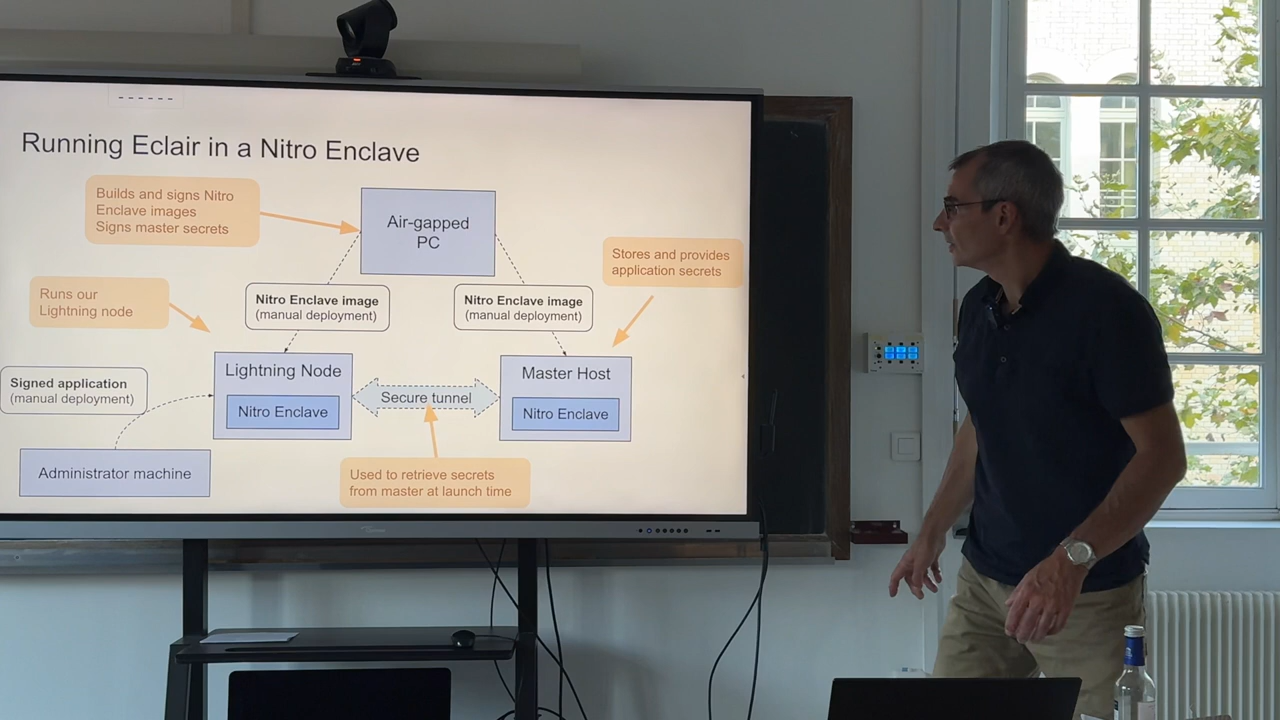 Running Eclair in a Nitro Enclave
Builds and signs Nitro
Enclave images
Signs master secrets
Air-gapped
PC
Stores and provides
application secrets
Runs our
Lightning node
Nitro Enclave image
(manual deployment)
Nitro Enclave image
(manual deployment)
Signed application
(manual deployment)
Lightning Node
Nitro Enclave
Secure tunnel
Master Host
Nitro Enclave
Administrator machine
Used to retrieve secrets
from master at launch time